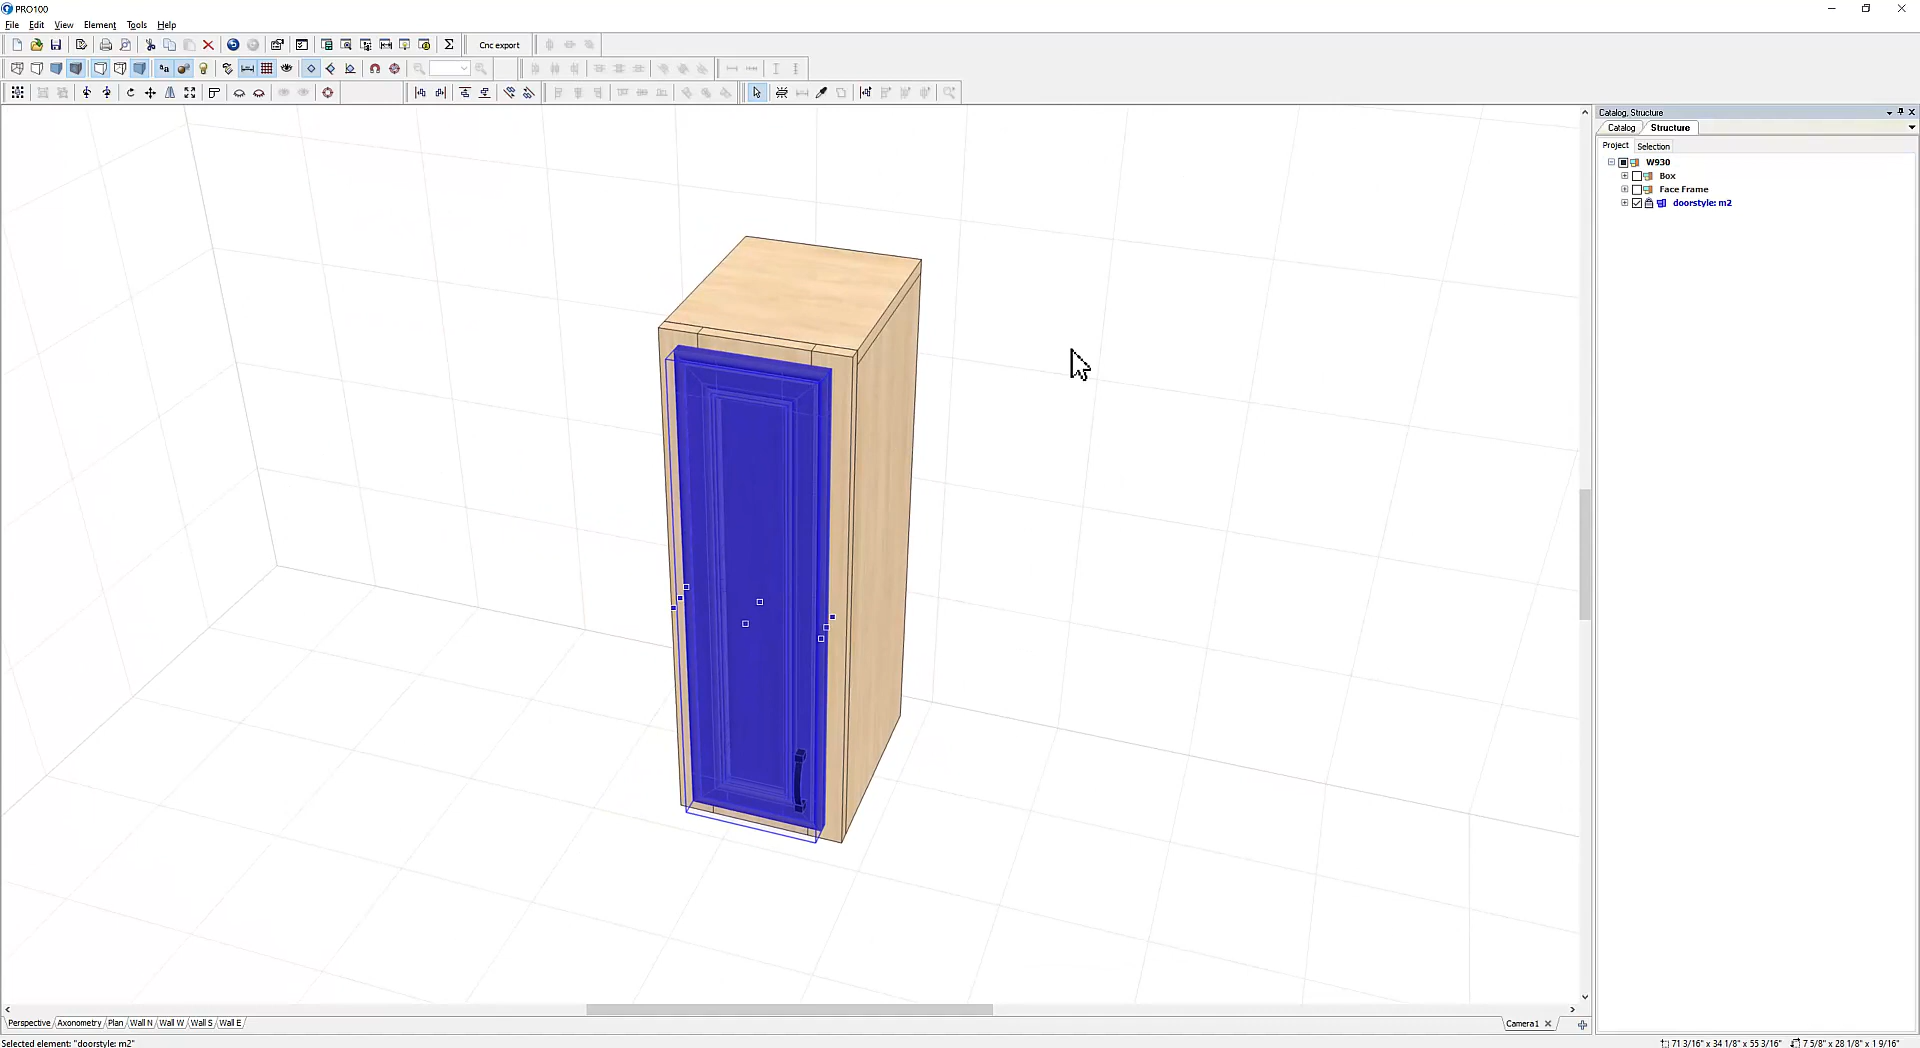 PRO100
File Edit View Element Tools Help
Cnc export
Catalog, Structure
Catalog Structure
Project Selection
W930
Box
Face Frame
doorstyle: m2
Perspective Axonometry Plan Wall N Wall W Wall S Wall E
Camera1
Selected element: "doorstyle: m2"
71 3/16" x 34 1/8" x 55 3/16" 7 5/8" x 28 1/8" x 1 9/16"